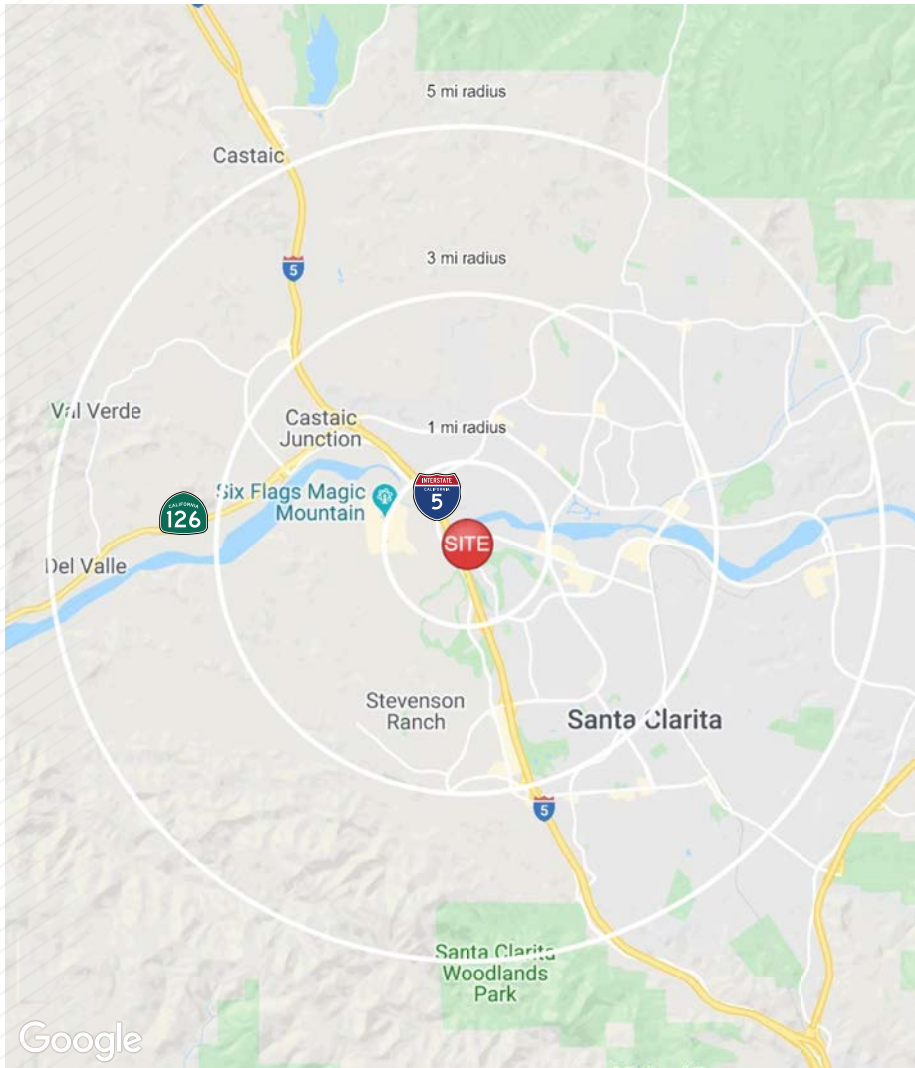 5 mi radius
Castaic
3 mi radius
5
Val Verde
Castaic
Junction
1 mi radius
Six Flags Magic
Mountain
INTERSTATE
CALIFORNIA
5
CALIFORNIA
126
SITE
Del Valle
Stevenson
Ranch
Santa Clarita
5
Santa Clarita
Woodlands
Park
Google